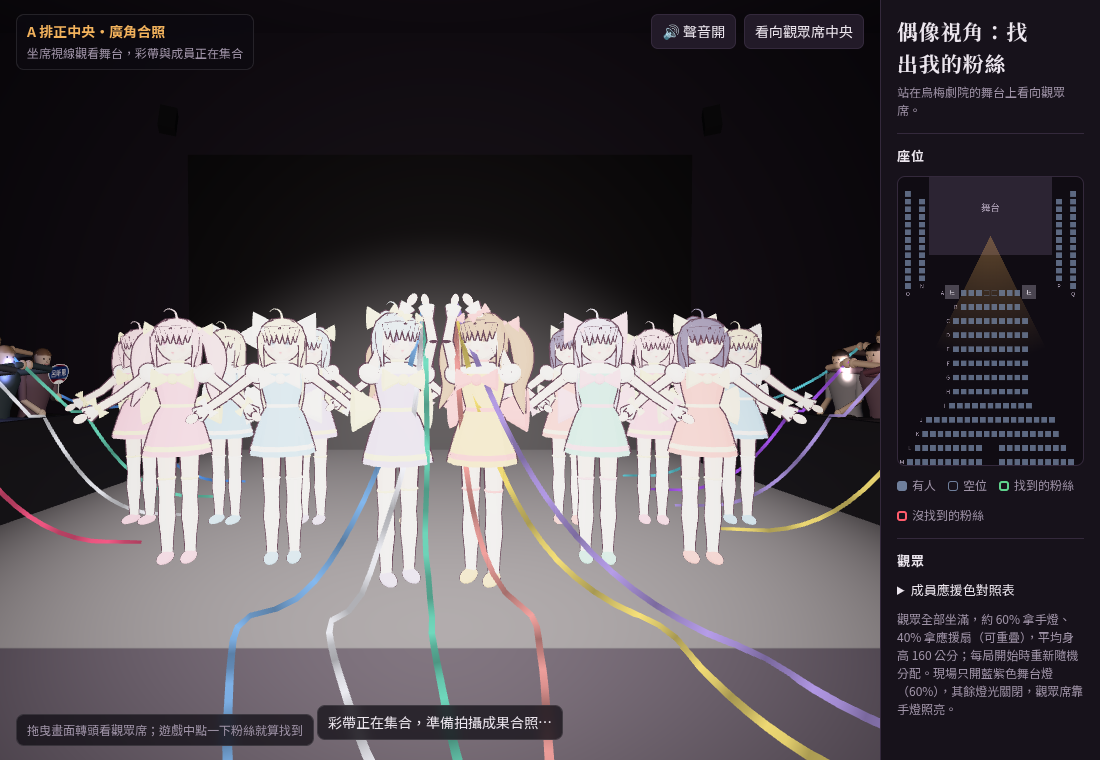 A 排正中央・廣角合照
坐席視線觀看舞台，彩帶與成員正在集合
🔊 聲音開
看向觀眾席中央
拖曳畫面轉頭看觀眾席；遊戲中點一下粉絲就算找到
彩帶正在集合，準備拍攝成果合照…
偶像視角：找
出我的粉絲
站在烏梅劇院的舞台上看向觀眾
席。
座位
舞台
有人
空位
找到的粉絲
沒找到的粉絲
觀眾
▶ 成員應援色對照表
觀眾全部坐滿，約 60% 拿手燈、
40% 拿應援扇（可重疊），平均身
高 160 公分；每局開始時重新隨機
分配。現場只開藍紫色舞台燈
（60%），其餘燈光關閉，觀眾席靠
手燈照亮。